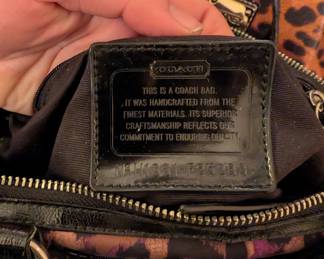 COACH
THIS IS A COACH BAG.
IT WAS HANDCRAFTED FROM THE
FINEST MATERIALS. ITS SUPERIOR
CRAFTSMANSHIP REFLECTS OUR
COMMITMENT TO ENDURING QUALITY.